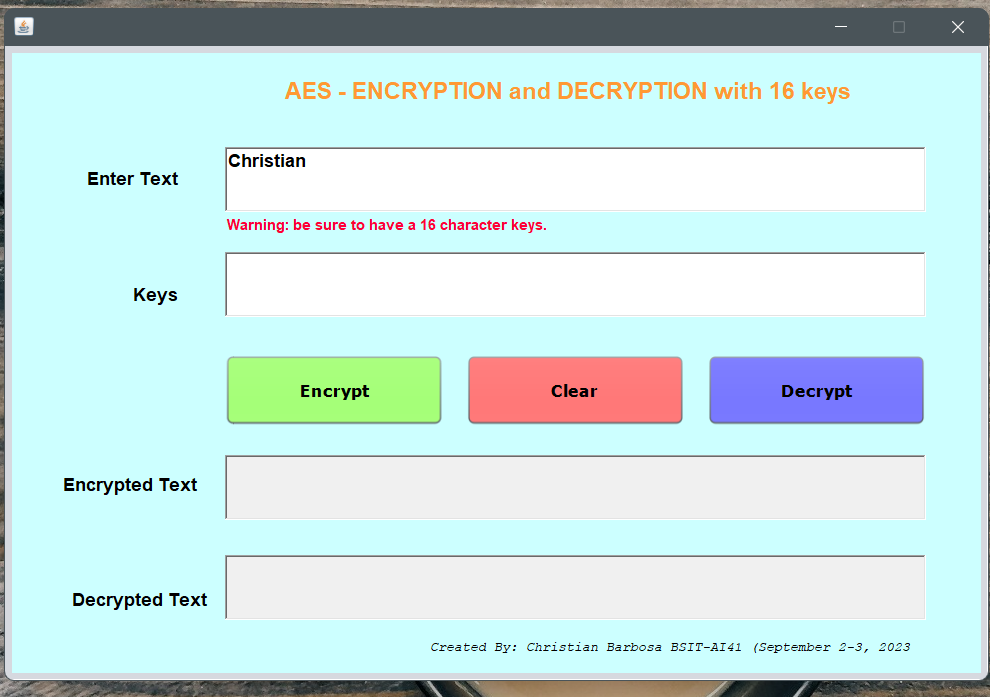 AES - ENCRYPTION and DECRYPTION with 16 keys
Enter Text
Christian
Warning: be sure to have a 16 character keys.
Keys
Encrypt
Clear
Decrypt
Encrypted Text
Decrypted Text
Created By: Christian Barbosa BSIT-AI41 (September 2-3, 2023